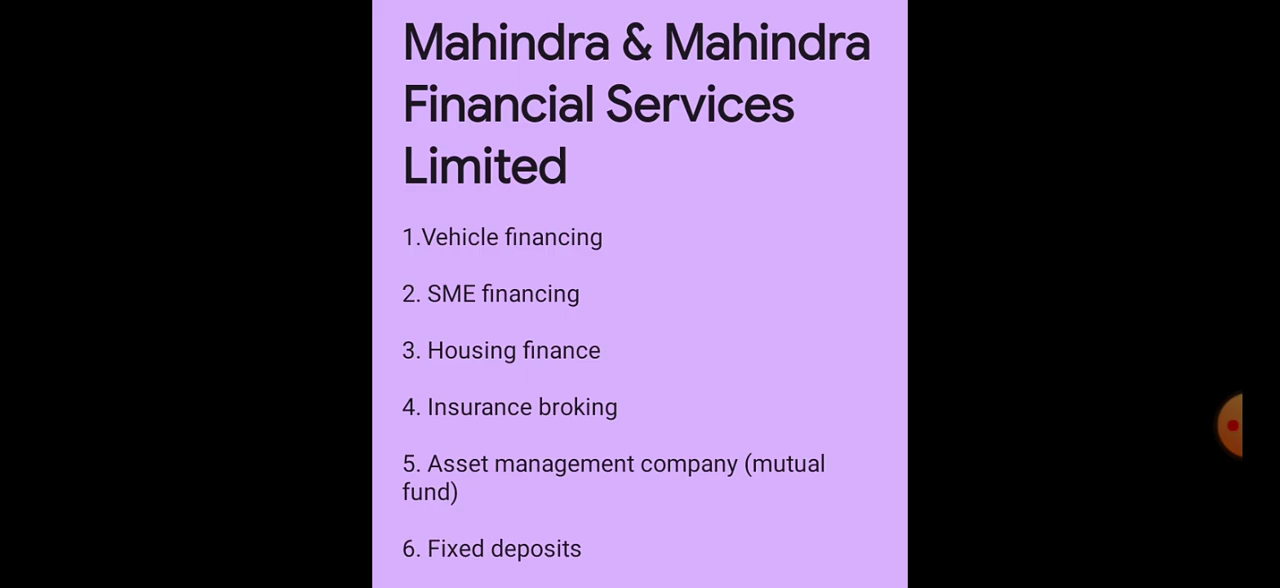 Mahindra & Mahindra
Financial Services
Limited
1.Vehicle financing
2. SME financing
3. Housing finance
4. Insurance broking
5. Asset management company (mutual
fund)
6. Fixed deposits